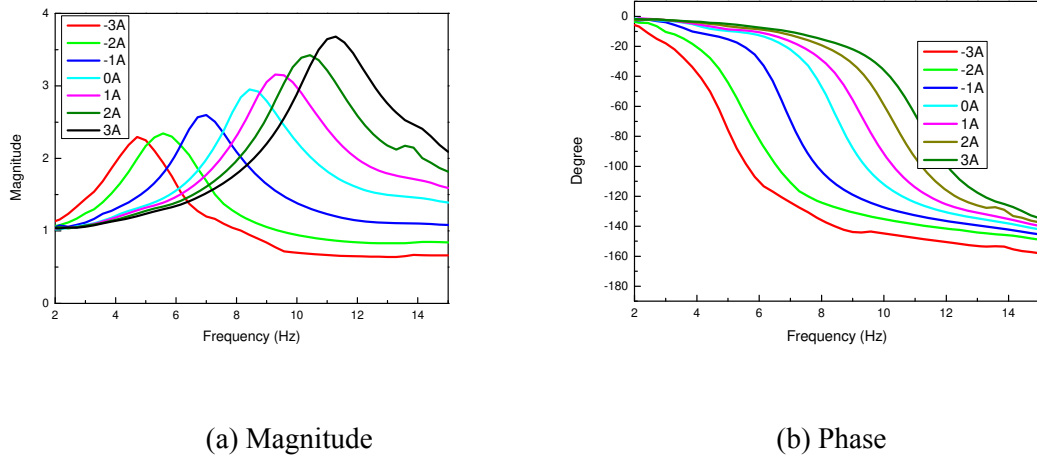 4
3
2
1
0
Magnitude
-3A
-2A
-1A
0A
1A
2A
3A
2 4 6 8 10 12 14
Frequency (Hz)
(a) Magnitude
0
-20
-40
-60
-80
-100
-120
-140
-160
-180
Degree
-3A
-2A
-1A
0A
1A
2A
3A
2 4 6 8 10 12 14
Frequency (Hz)
(b) Phase